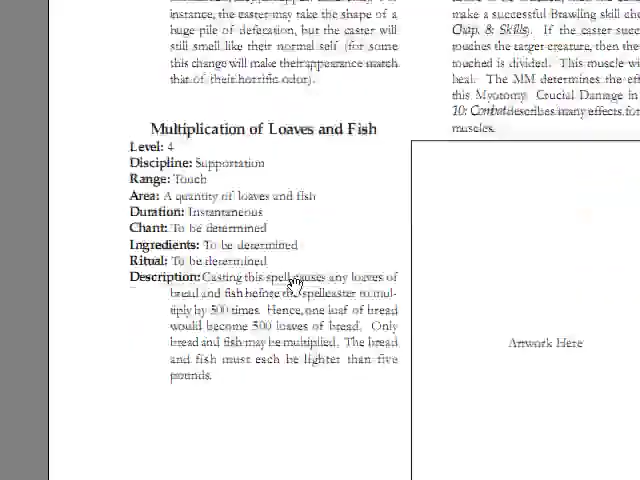 instance, the caster may take the shape of a
huge pile of defecation, but the caster will
still smell like their normal self (for some
this change will make their appearance match
that of their horrific odor).
Multiplication of Loaves and Fish
Level: 4
Discipline: Supportation
Range: Touch
Area: A quantity of loaves and fish
Duration: Instantaneous
Chant: To be determined
Ingredients: To be determined
Ritual: To be determined
Description: Casting this spell causes any loaves of
bread and fish before the spellcaster to mul-
tiply by 500 times. Hence, one loaf of bread
would become 500 loaves of bread. Only
bread and fish may be multiplied. The bread
and fish must each be lighter than five
pounds.
make a successful Brawling skill
Chap. 8: Skills). If the caster
touches the target creature, then the
touched is divided. This muscle
heal. The MM determines the
this Myotomy. Crucial Damage in
10: Combat describes many effects for
muscles.
Artwork Here